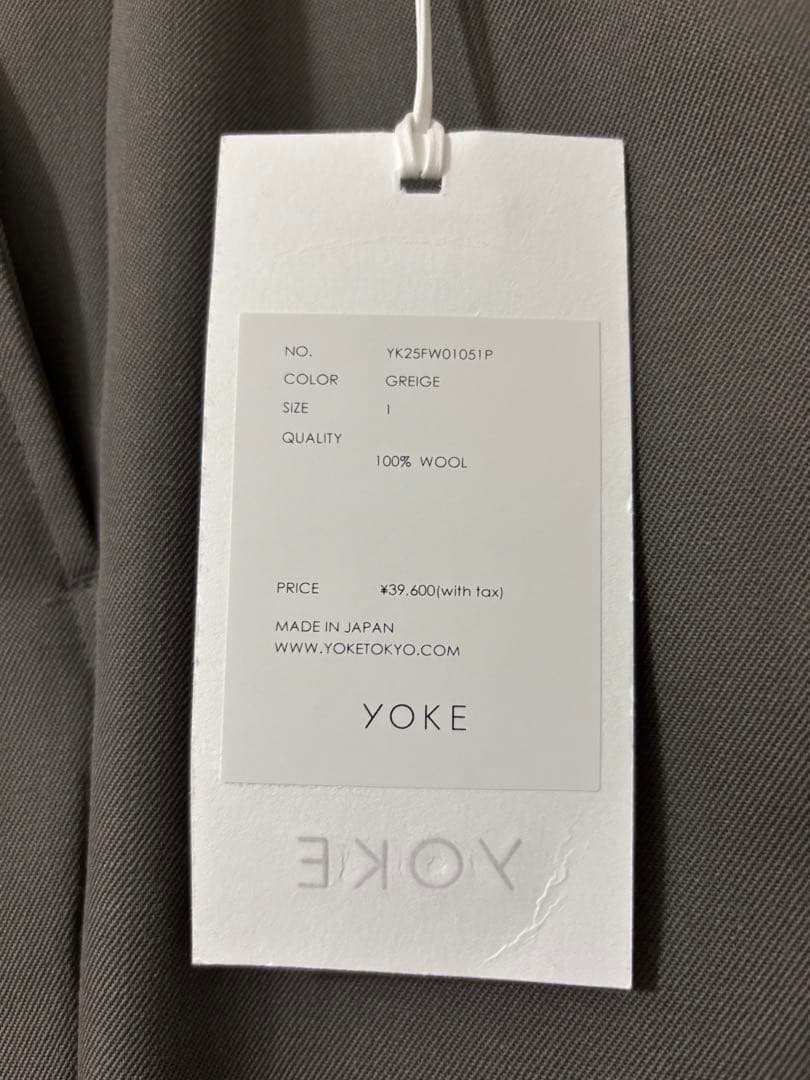 NO. YK25FW01051P
COLOR GREIGE
SIZE 1
QUALITY
100% WOOL
PRICE ¥39.600(with tax)
MADE IN JAPAN
WWW.YOKETOKYO.COM
YOKE
YOKE